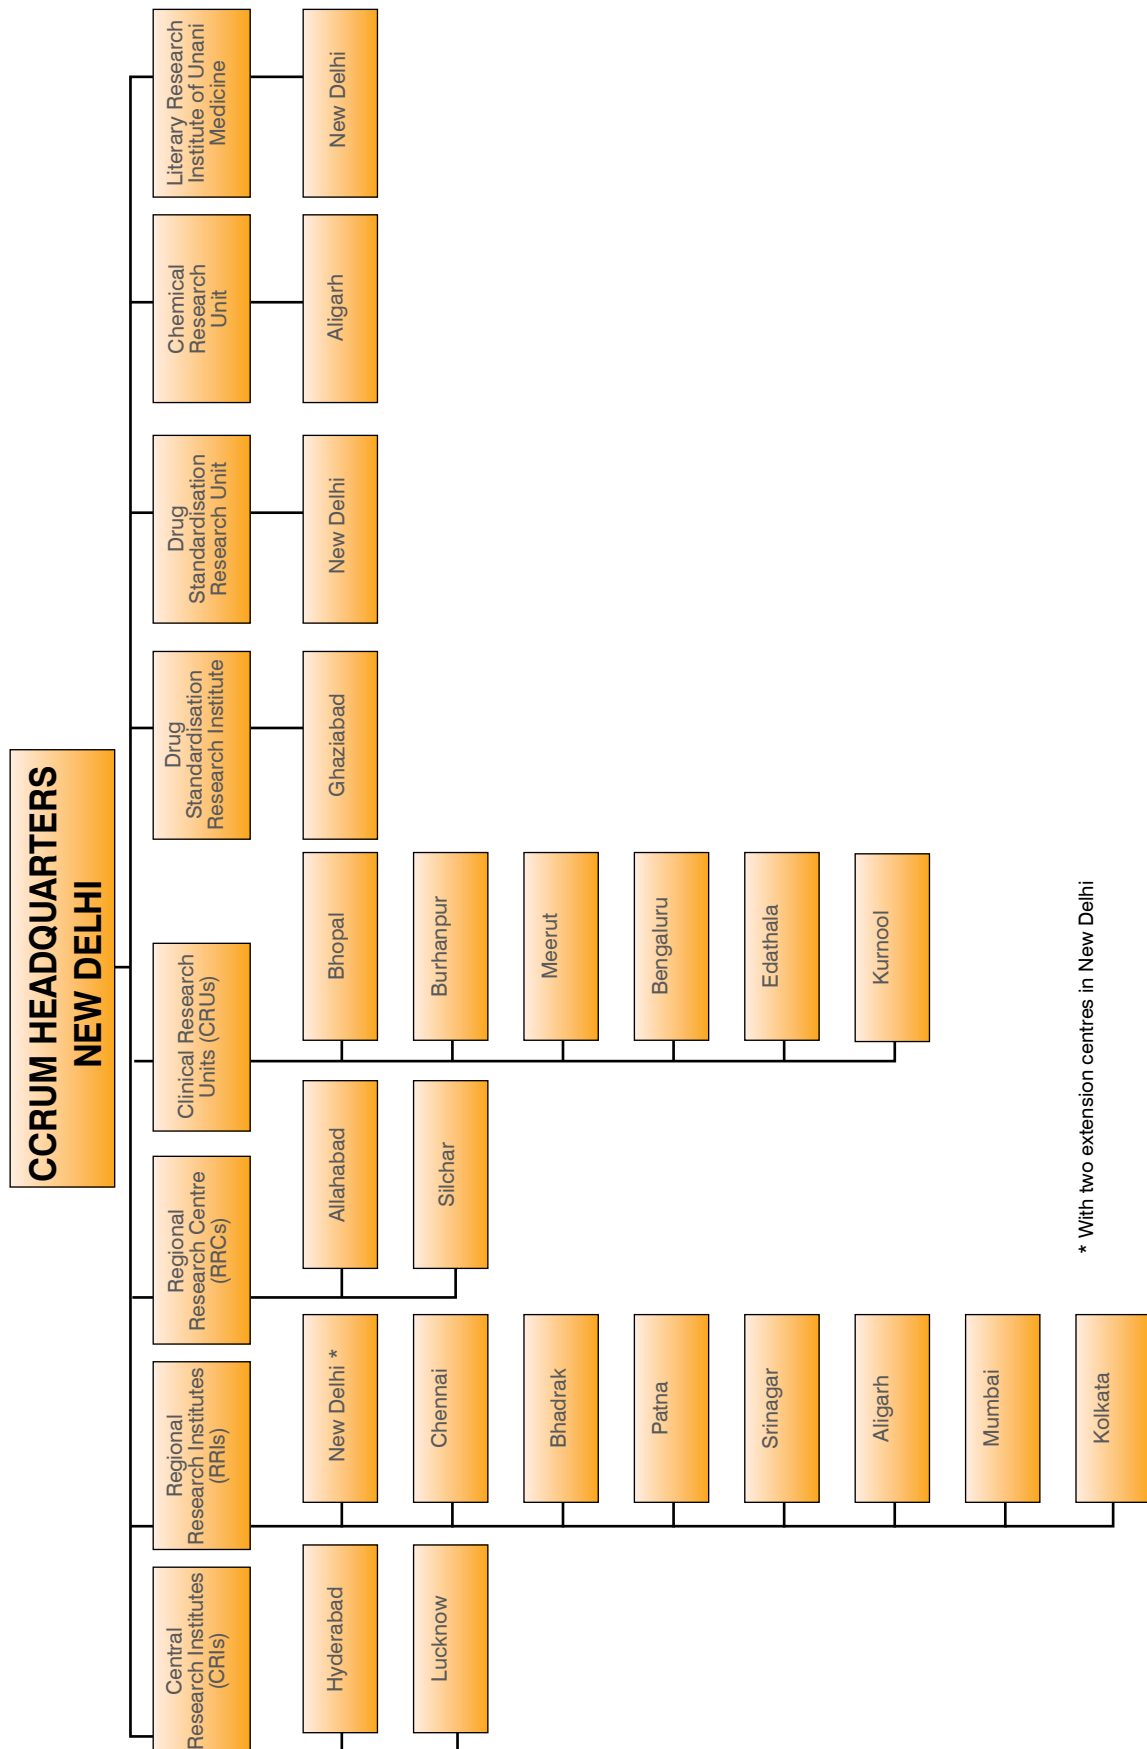 CCRUM HEADQUARTERS
NEW DELHI
Central
Research Institutes
(CRIs)
Hyderabad
Lucknow
Regional
Research Institutes
(RRIs)
New Delhi *
Chennai
Bhadrak
Patna
Srinagar
Aligarh
Mumbai
Kolkata
Regional
Research Centre
(RRCs)
Allahabad
Silchar
Clinical Research
Units (CRUs)
Bhopal
Burhanpur
Meerut
Bengaluru
Edathala
Kurnool
Drug
Standardisation
Research Institute
Ghaziabad
Drug
Standardisation
Research Unit
New Delhi
Chemical
Research
Unit
Aligarh
Literary Research
Institute of Unani
Medicine
New Delhi
* With two extension centres in New Delhi